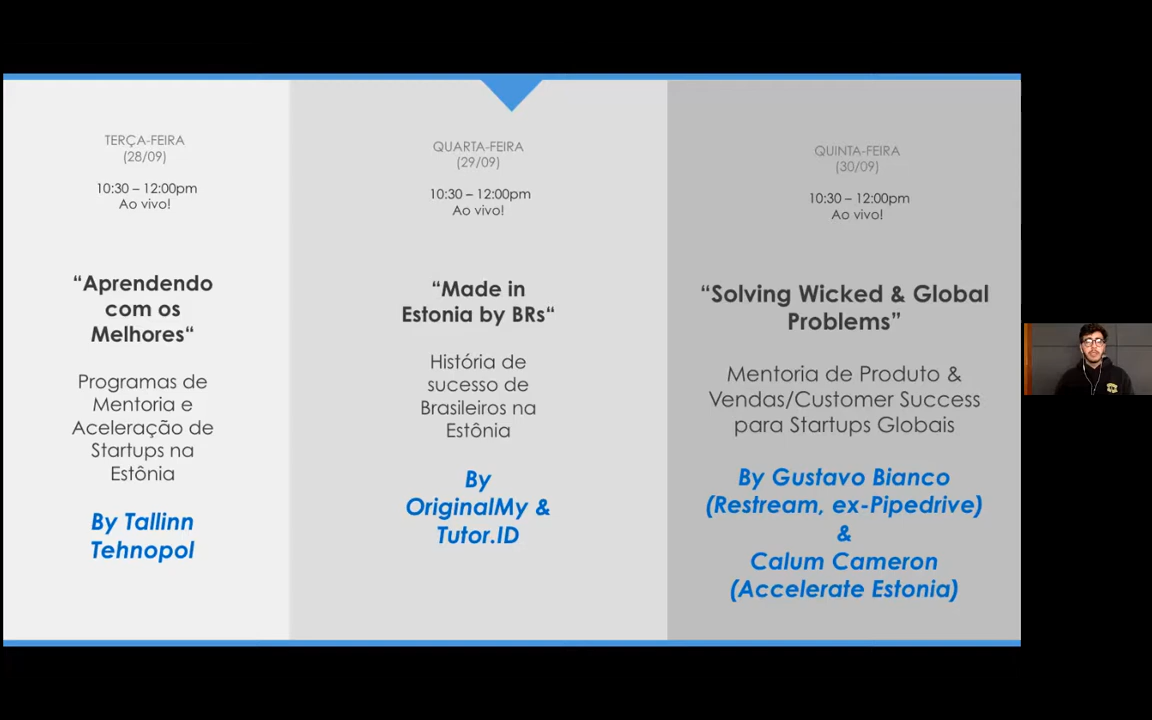 TERÇA-FEIRA
(28/09)
10:30 – 12:00pm
Ao vivo!
“Aprendendo
com os
Melhores“
Programas de
Mentoria e
Aceleração de
Startups na
Estônia
By Tallinn
Tehnopol
QUARTA-FEIRA
(29/09)
10:30 – 12:00pm
Ao vivo!
“Made in
Estonia by BRs“
História de
sucesso de
Brasileiros na
Estônia
By
OriginalMy &
Tutor.ID
QUINTA-FEIRA
(30/09)
10:30 – 12:00pm
Ao vivo!
“Solving Wicked & Global
Problems”
Mentoria de Produto &
Vendas/Customer Success
para Startups Globais
By Gustavo Bianco
(Restream, ex-Pipedrive)
&
Calum Cameron
(Accelerate Estonia)